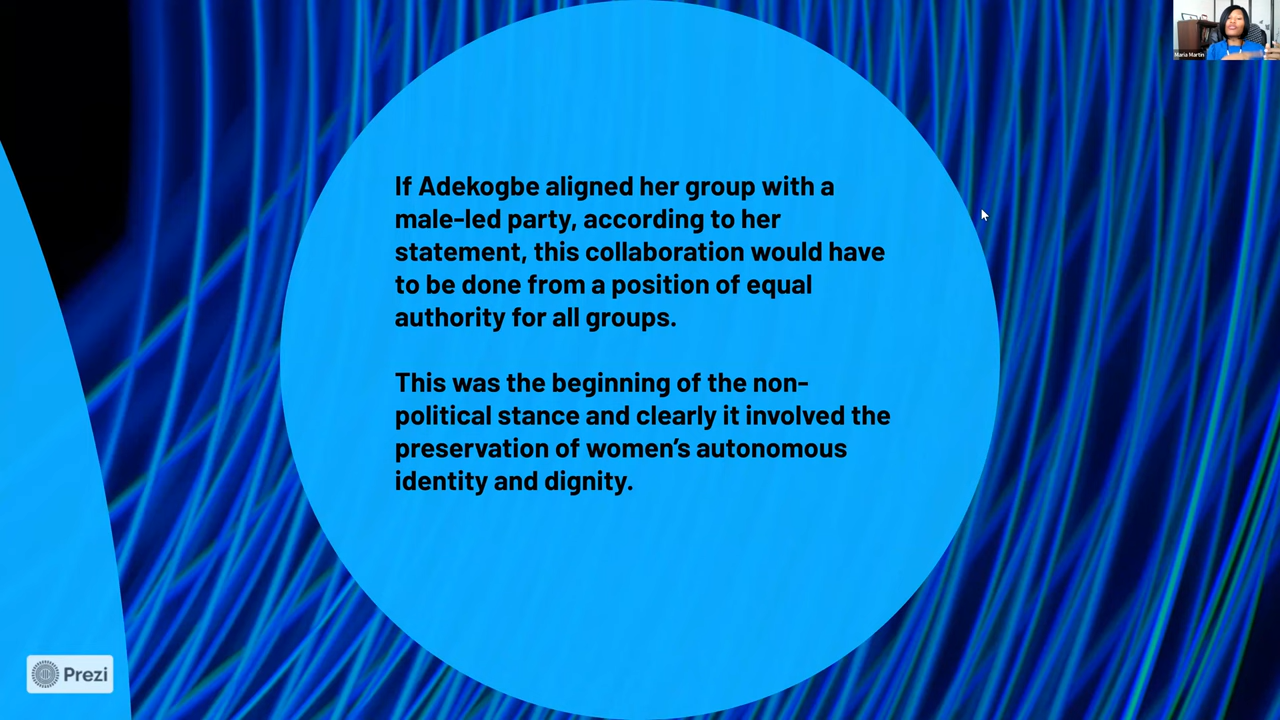 Maria Martin
If Adekogbe aligned her group with a
male-led party, according to her
statement, this collaboration would have
to be done from a position of equal
authority for all groups.
This was the beginning of the non-
political stance and clearly it involved the
preservation of women’s autonomous
identity and dignity.
Prezi